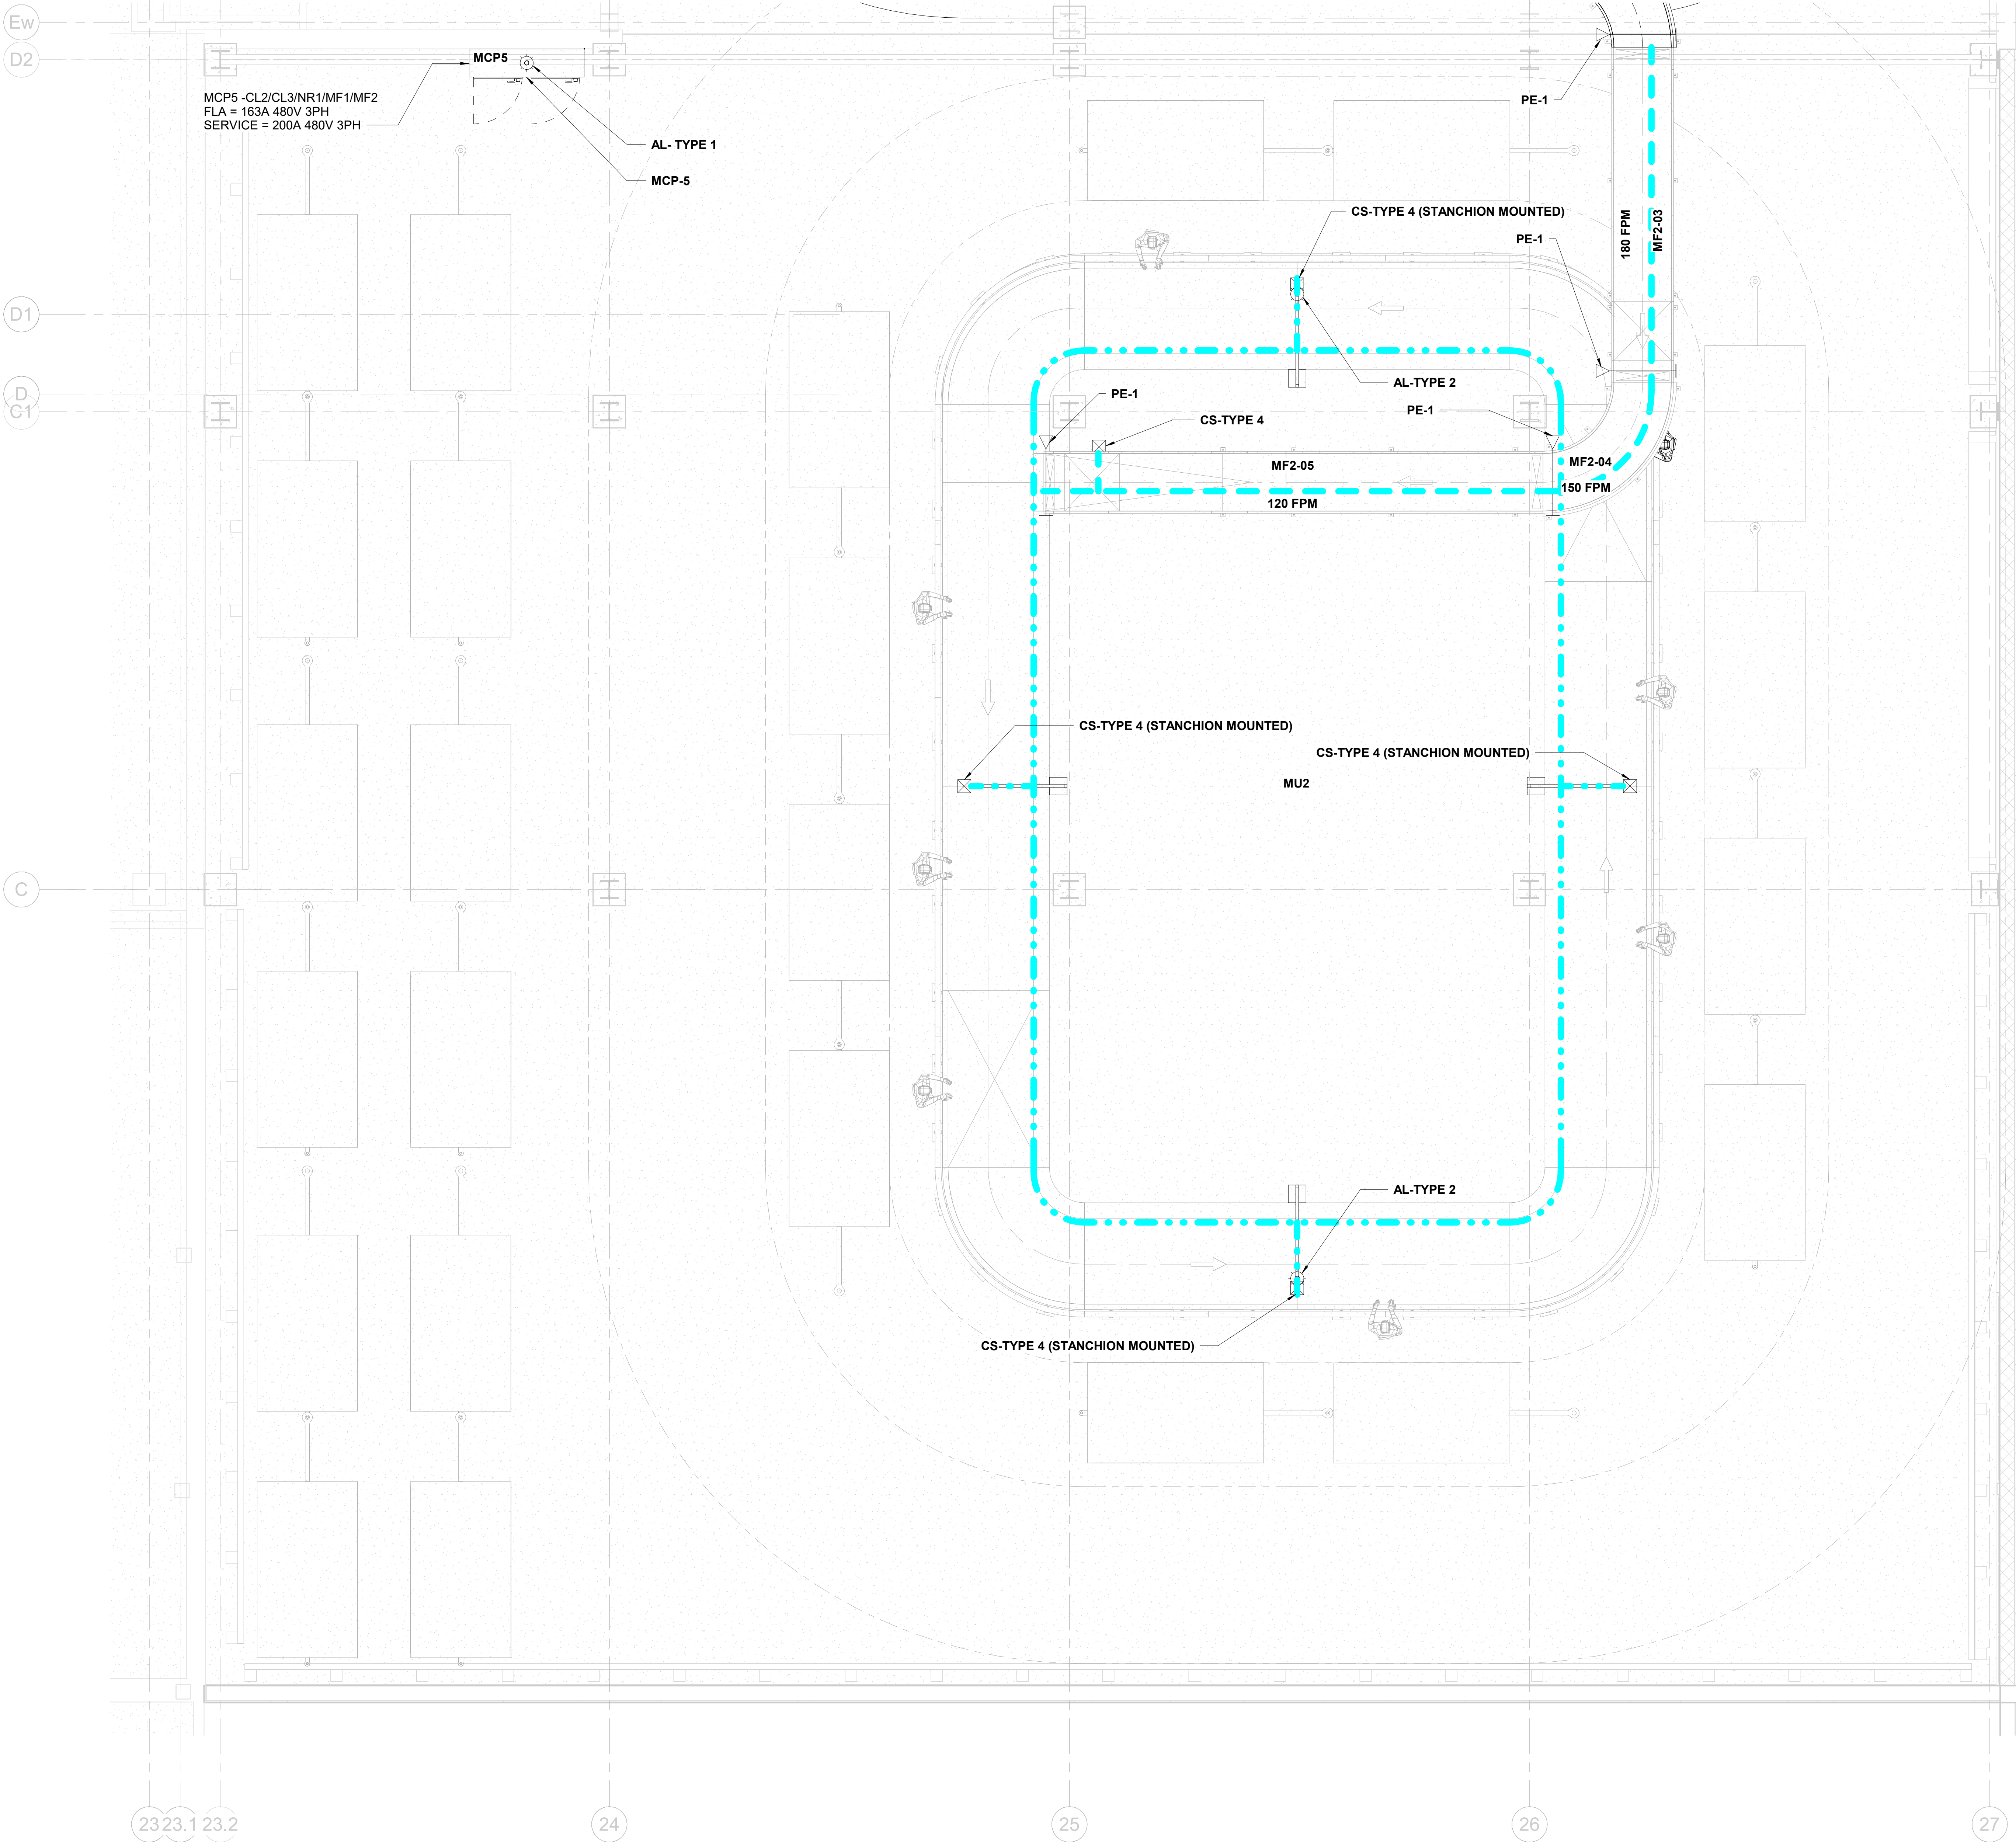 Ew
D2
MCP5
MCP5 -CL2/CL3/NR1/MF1/MF2
FLA = 163A 480V 3PH
SERVICE = 200A 480V 3PH
AL- TYPE 1
MCP-5
PE-1
CS-TYPE 4 (STANCHION MOUNTED)
PE-1
180 FPM
MF2-03
D1
AL-TYPE 2
D
C1
PE-1
PE-1
CS-TYPE 4
MF2-05
MF2-04
150 FPM
120 FPM
CS-TYPE 4 (STANCHION MOUNTED)
CS-TYPE 4 (STANCHION MOUNTED)
MU2
C
AL-TYPE 2
CS-TYPE 4 (STANCHION MOUNTED)
23
23.1
23.2
24
25
26
27